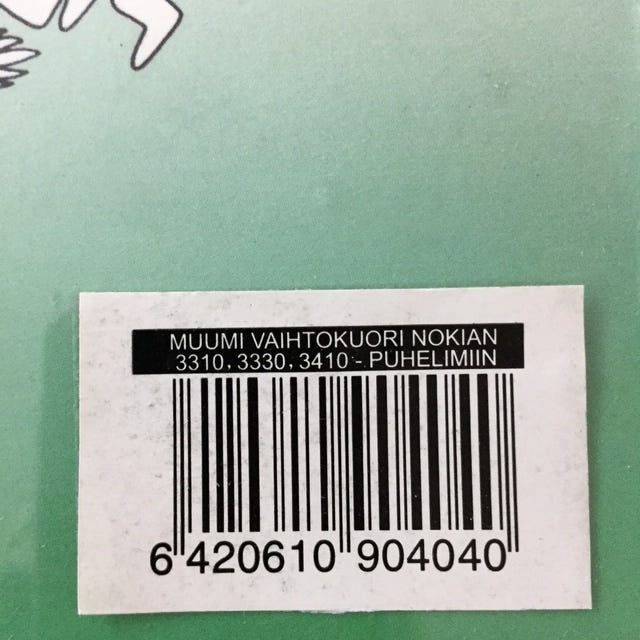 MUUMI VAIHTOKUORI NOKIAN
3310, 3330, 3410 - PUHELIMIIN
6 420610 904040